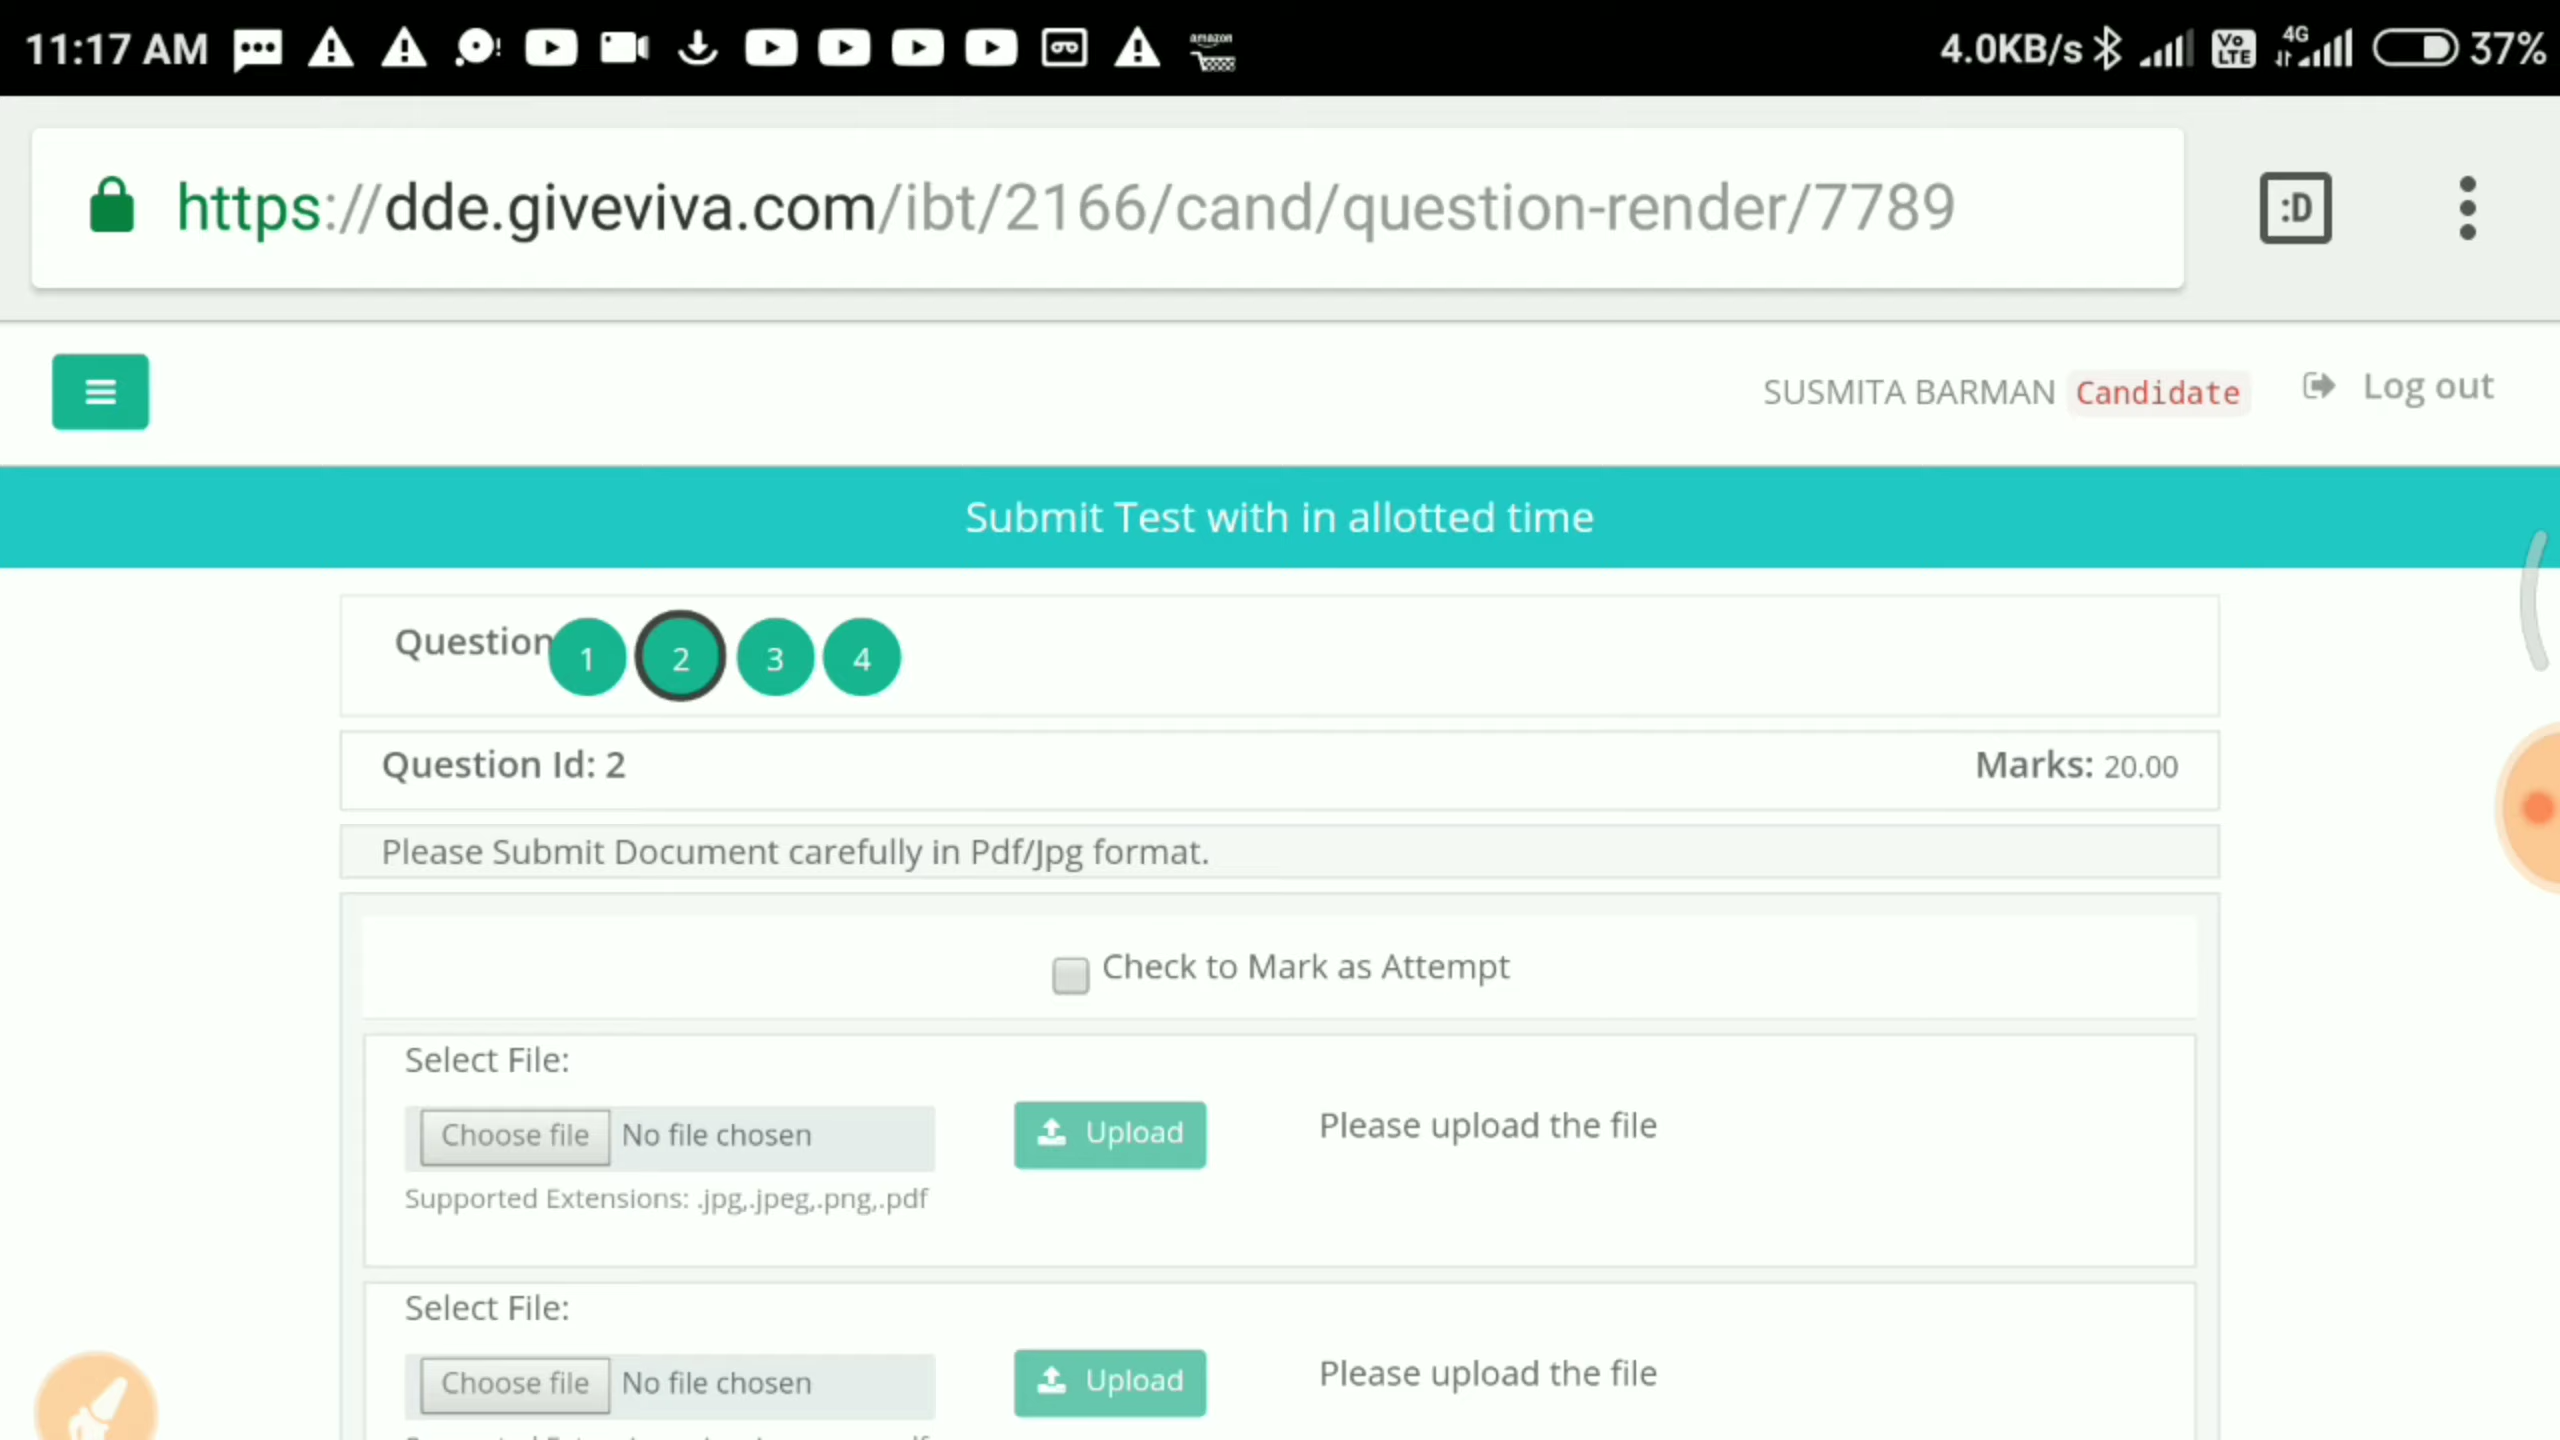 11:17 AM 4.0KB/s Vo LTE 4G 37%
amazon
https://dde.giveviva.com/ibt/2166/cand/question-render/7789 :D
SUSMITA BARMAN Candidate Log out
Submit Test with in allotted time
Question 1 2 3 4
Question Id: 2 Marks: 20.00
Please Submit Document carefully in Pdf/Jpg format.
Check to Mark as Attempt
Select File:
Choose file No file chosen Upload Please upload the file
Supported Extensions: .jpg,.jpeg,.png,.pdf
Select File:
Choose file No file chosen Upload Please upload the file